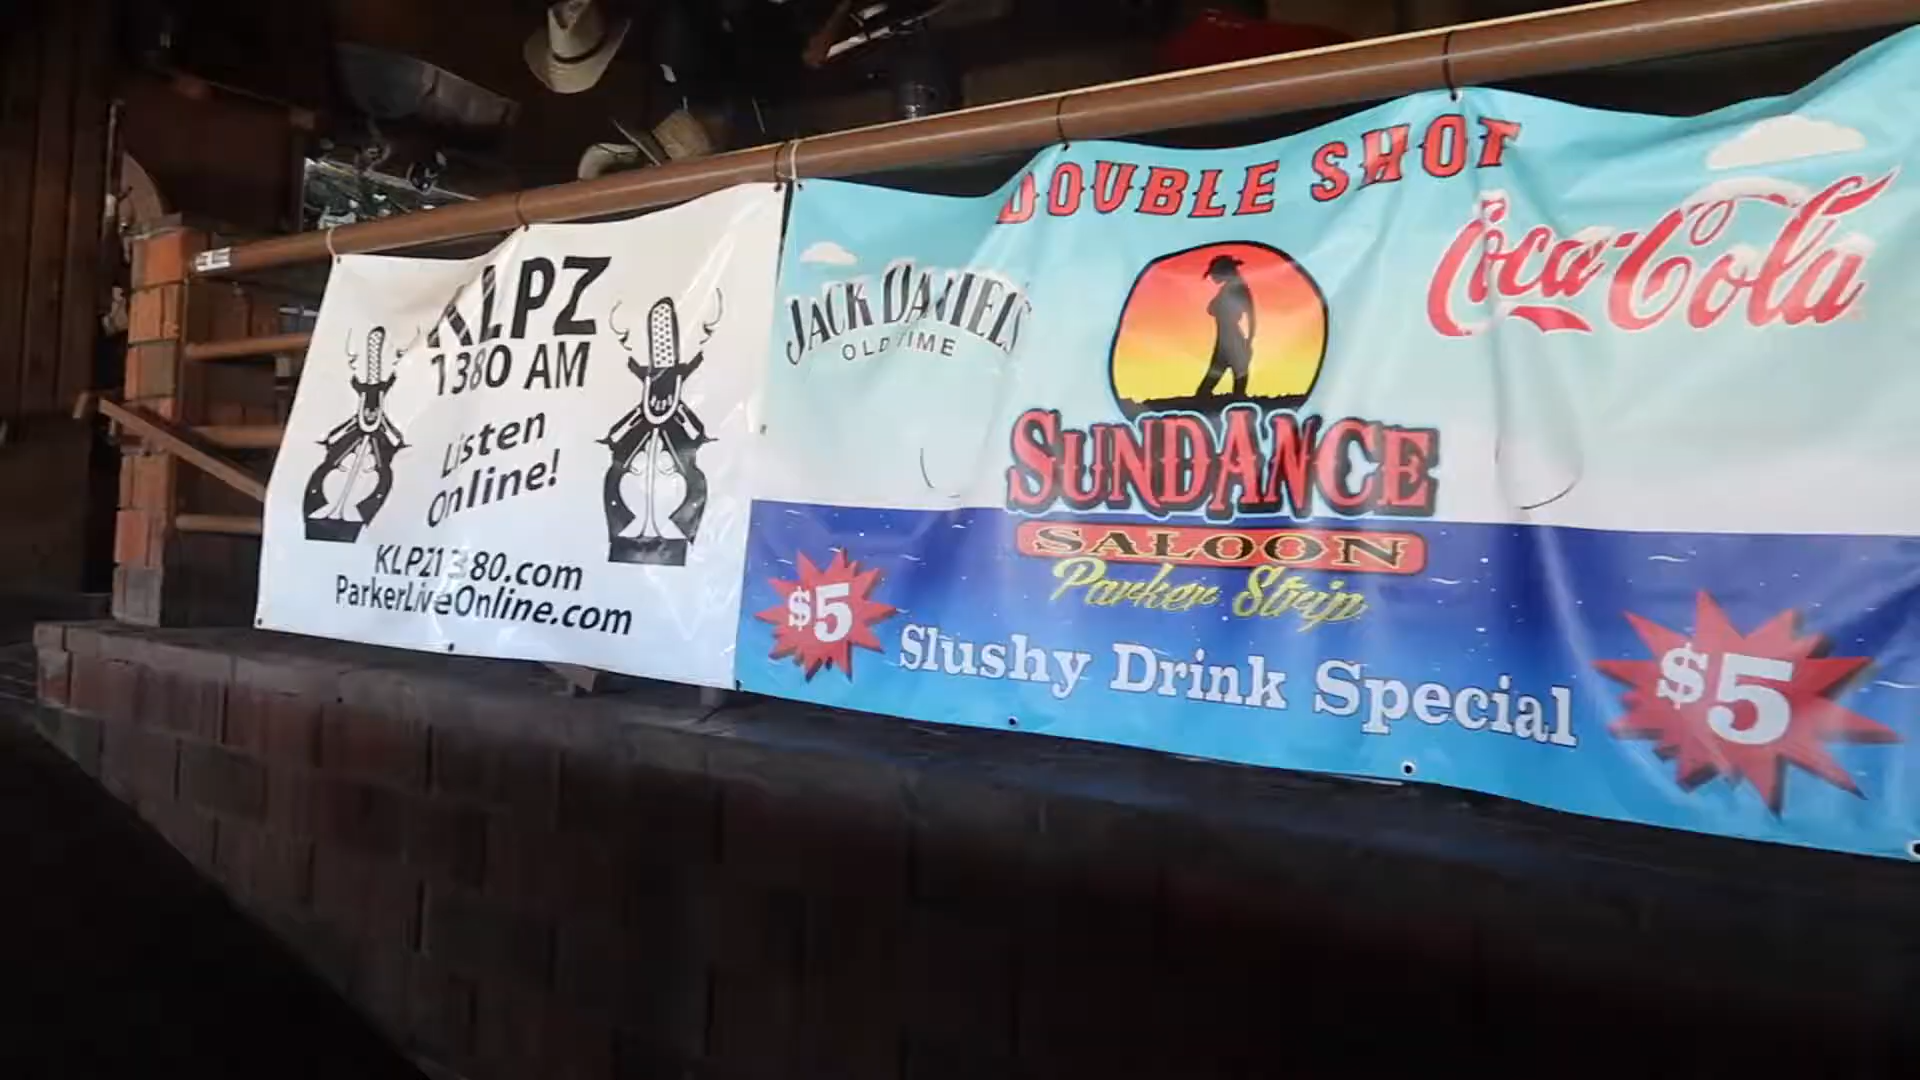 KLPZ
1380 AM
Listen
Online!
KLPZ1380.com
ParkerLiveOnline.com
DOUBLE SHOT
JACK DANIEL'S
OLD TIME
Coca-Cola
SUNDANCE
SALOON
Parker Strip
$5
Slushy Drink Special
$5